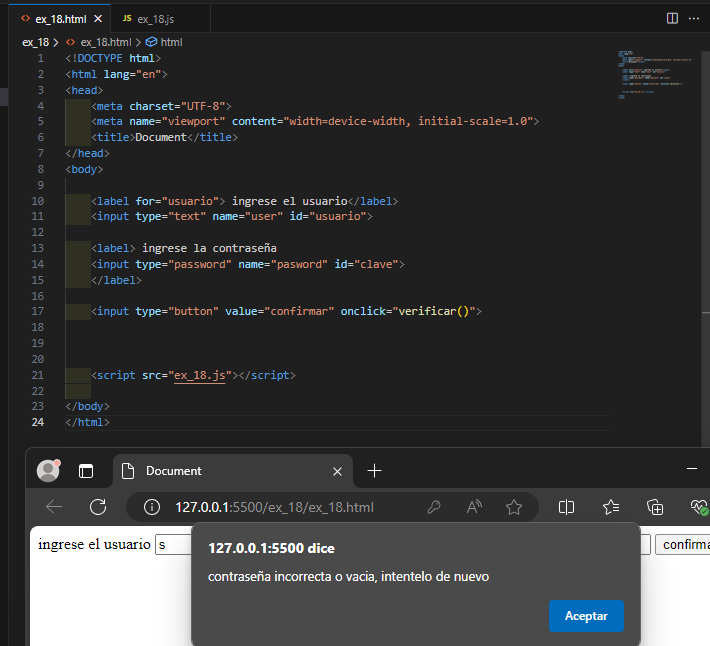 ex_18.html
JS ex_18.js
ex_18 > ex_18.html > html
1 <!DOCTYPE html>
2 <html lang="en">
3 <head>
4 <meta charset="UTF-8">
5 <meta name="viewport" content="width=device-width, initial-scale=1.0">
6 <title>Document</title>
7 </head>
8 <body>
9
10 <label for="usuario"> ingrese el usuario</label>
11 <input type="text" name="user" id="usuario">
12
13 <label> ingrese la contraseña
14 <input type="password" name="pasword" id="clave">
15 </label>
16
17 <input type="button" value="confirmar" onclick="verificar()">
18
19
20
21 <script src="ex_18.js"></script>
22
23 </body>
24 </html>
Document
127.0.0.1:5500/ex_18/ex_18.html
ingrese el usuario s
confirma
127.0.0.1:5500 dice
contraseña incorrecta o vacia, intentelo de nuevo
Aceptar